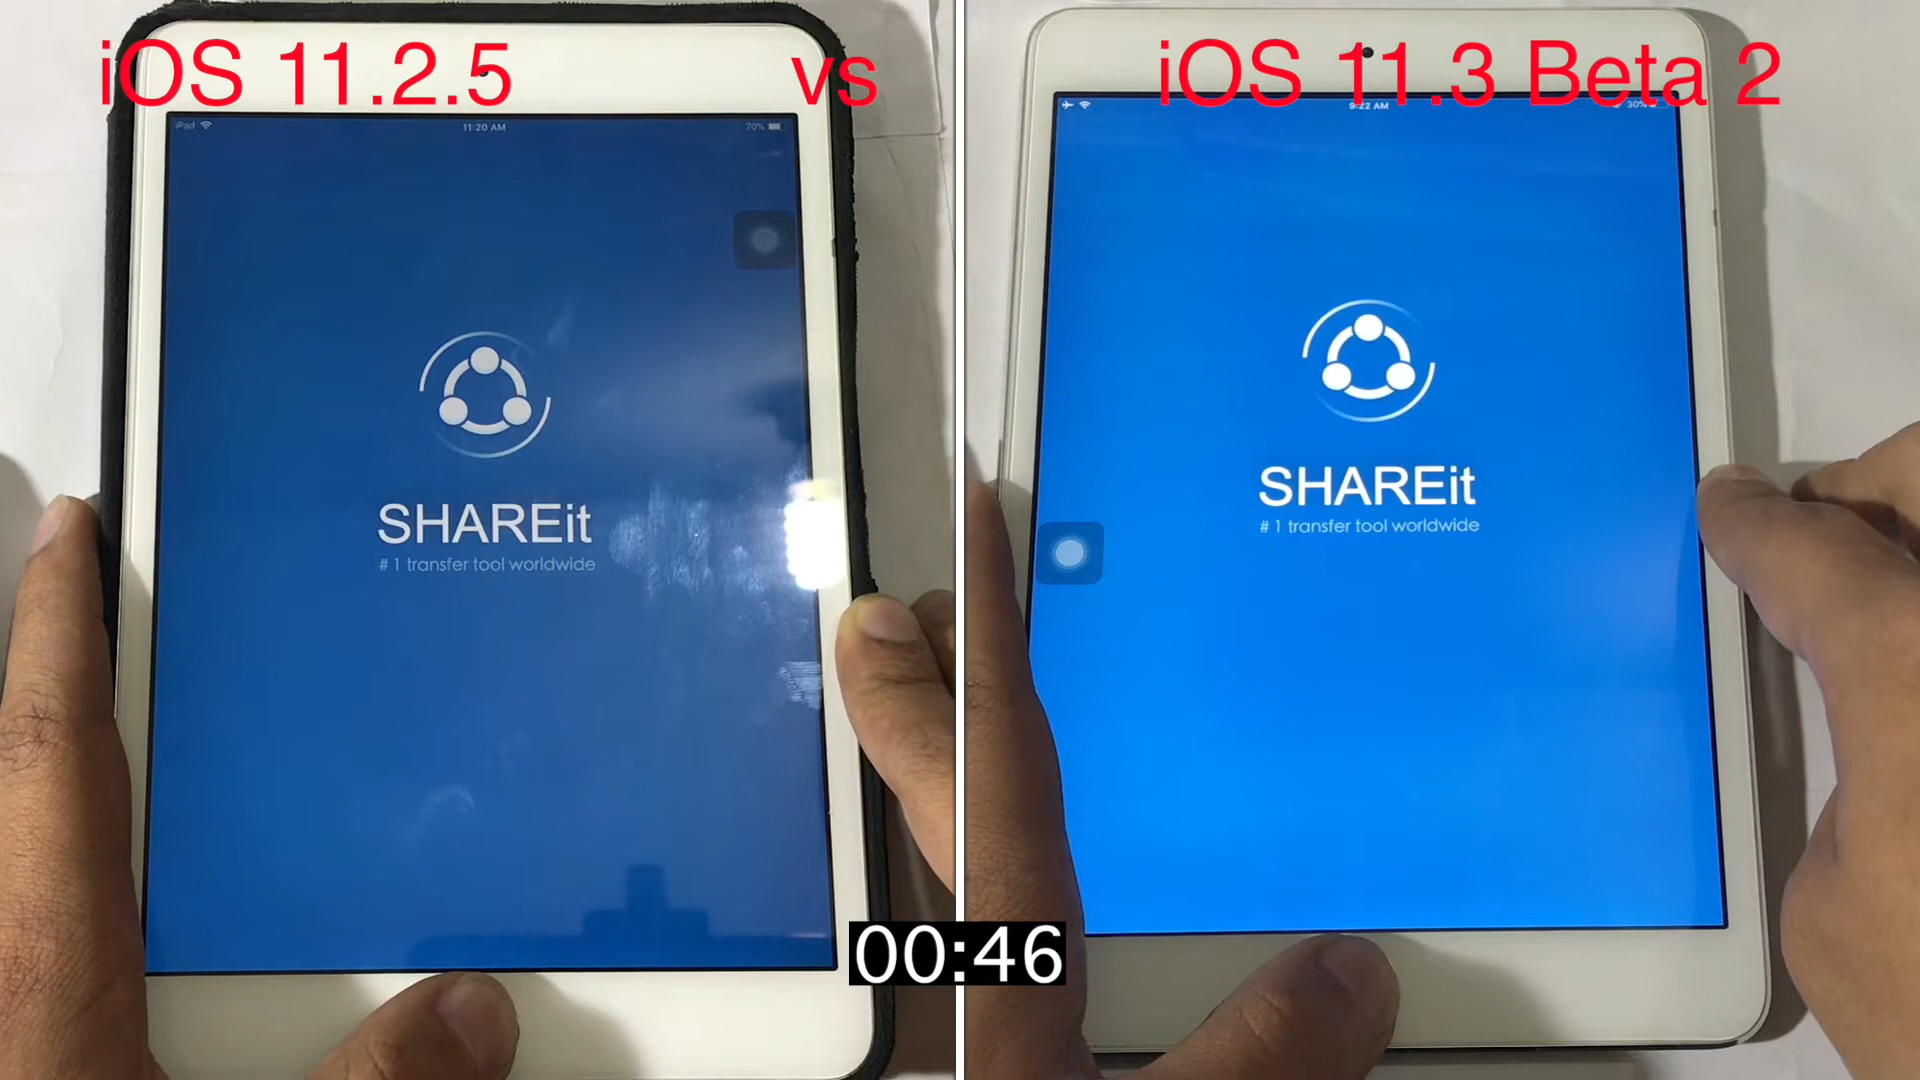 iOS 11.2.5 vs iOS 11.3 Beta 2
iPad 11:20 AM 70%
9:22 AM 30%
SHAREit
# 1 transfer tool worldwide
SHAREit
# 1 transfer tool worldwide
00:46